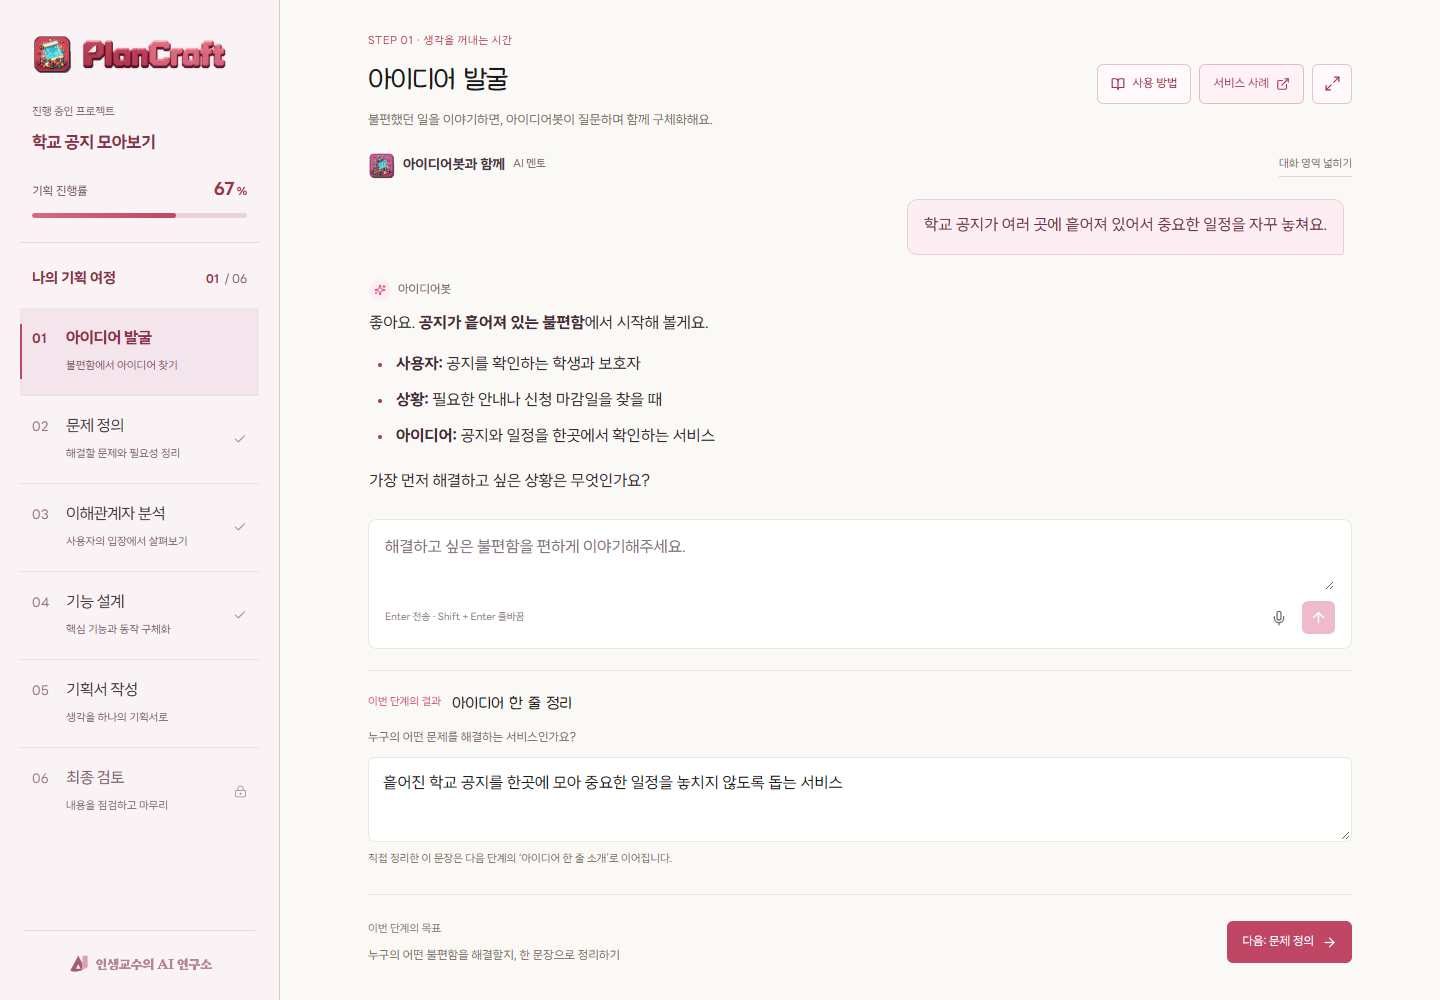 PlanCraft
진행 중인 프로젝트
학교 공지 모아보기
기획 진행률 67 %
나의 기획 여정 01 / 06
01 아이디어 발굴
불편함에서 아이디어 찾기
02 문제 정의
해결할 문제와 필요성 정리
03 이해관계자 분석
사용자의 입장에서 살펴보기
04 기능 설계
핵심 기능과 동작 구체화
05 기획서 작성
생각을 하나의 기획서로
06 최종 검토
내용을 점검하고 마무리
인생교수의 AI 연구소
STEP 01 · 생각을 꺼내는 시간
아이디어 발굴
사용 방법
서비스 사례
불편했던 일을 이야기하면, 아이디어봇이 질문하며 함께 구체화해요.
아이디어봇과 함께 AI 멘토
대화 영역 넓히기
학교 공지가 여러 곳에 흩어져 있어서 중요한 일정을 자꾸 놓쳐요.
아이디어봇
좋아요. 공지가 흩어져 있는 불편함에서 시작해 볼게요.
• 사용자: 공지를 확인하는 학생과 보호자
• 상황: 필요한 안내나 신청 마감일을 찾을 때
• 아이디어: 공지와 일정을 한곳에서 확인하는 서비스
가장 먼저 해결하고 싶은 상황은 무엇인가요?
해결하고 싶은 불편함을 편하게 이야기해주세요.
Enter 전송 · Shift + Enter 줄바꿈
이번 단계의 결과 아이디어 한 줄 정리
누구의 어떤 문제를 해결하는 서비스인가요?
흩어진 학교 공지를 한곳에 모아 중요한 일정을 놓치지 않도록 돕는 서비스
직접 정리한 이 문장은 다음 단계의 ‘아이디어 한 줄 소개’로 이어집니다.
이번 단계의 목표
누구의 어떤 불편함을 해결할지, 한 문장으로 정리하기
다음: 문제 정의